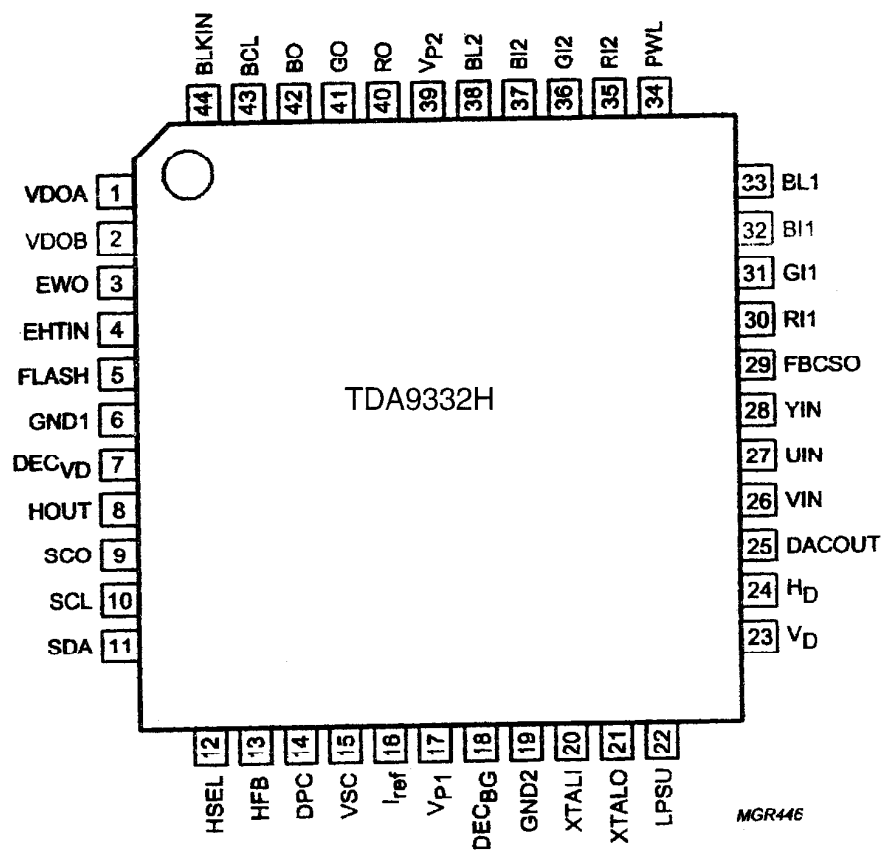 44 BLKIN
43 BCL
42 BO
41 GO
40 RO
39 VP2
38 BL2
37 BI2
36 GI2
35 RI2
34 PWL
VDOA 1
VDOB 2
EWO 3
EHTIN 4
FLASH 5
GND1 6
DECVD 7
HOUT 8
SCO 9
SCL 10
SDA 11
TDA9332H
33 BL1
32 BI1
31 GI1
30 RI1
29 FBCSO
28 YIN
27 UIN
26 VIN
25 DACOUT
24 HD
23 VD
HSEL 12
HFB 13
DPC 14
VSC 15
Iref 16
VP1 17
DECBG 18
GND2 19
XTALI 20
XTALO 21
LPSU 22
MGR446